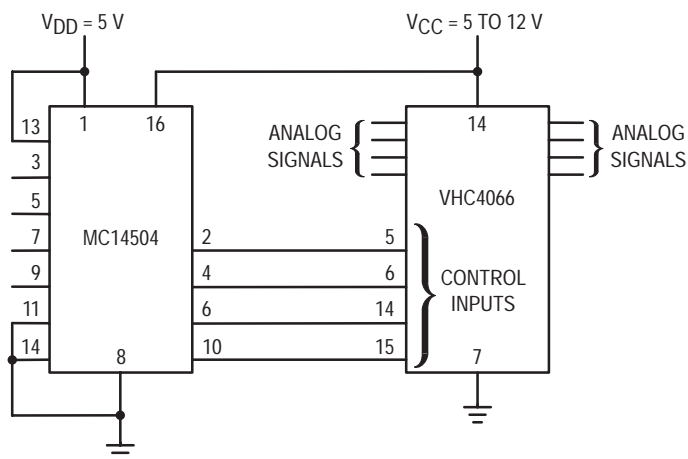 VDD = 5 V
VCC = 5 TO 12 V
13
1
16
14
3
5
7
9
11
14
MC14504
8
2
4
6
10
ANALOG
SIGNALS
VHC4066
ANALOG
SIGNALS
5
6
14
15
CONTROL
INPUTS
7